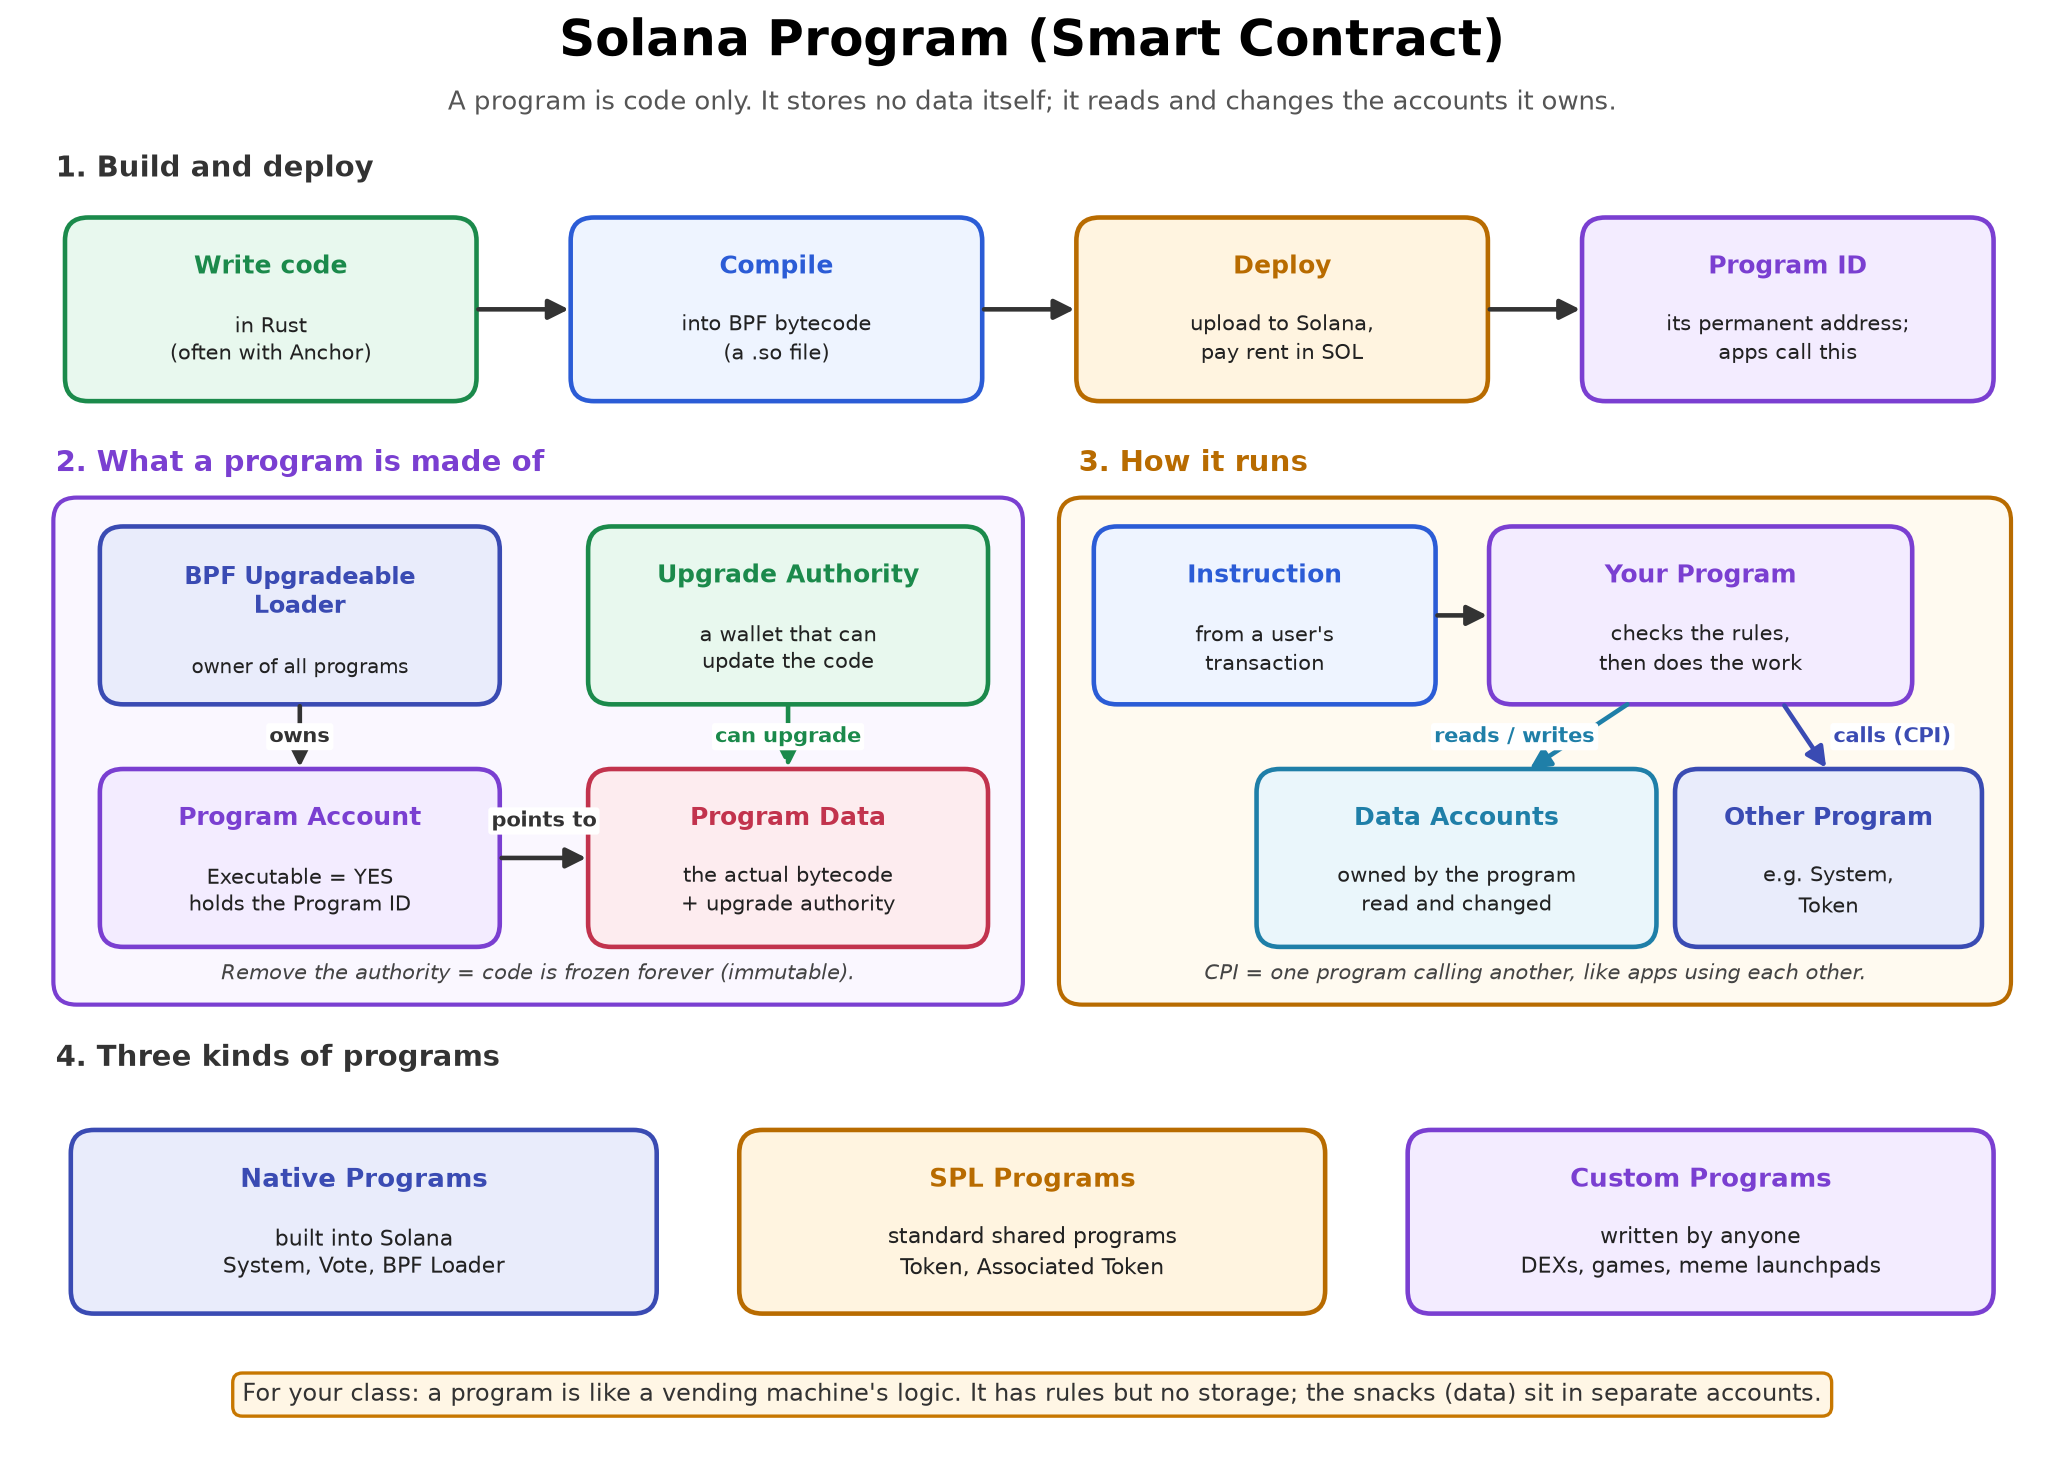 Solana Program (Smart Contract)
A program is code only. It stores no data itself; it reads and changes the accounts it owns.
1. Build and deploy
Write code
in Rust
(often with Anchor)
Compile
into BPF bytecode
(a .so file)
Deploy
upload to Solana,
pay rent in SOL
Program ID
its permanent address;
apps call this
2. What a program is made of
BPF Upgradeable
Loader
owner of all programs
Upgrade Authority
a wallet that can
update the code
owns
can upgrade
Program Account
Executable = YES
holds the Program ID
points to
Program Data
the actual bytecode
+ upgrade authority
Remove the authority = code is frozen forever (immutable).
3. How it runs
Instruction
from a user's
transaction
Your Program
checks the rules,
then does the work
reads / writes
calls (CPI)
Data Accounts
owned by the program
read and changed
Other Program
e.g. System,
Token
CPI = one program calling another, like apps using each other.
4. Three kinds of programs
Native Programs
built into Solana
System, Vote, BPF Loader
SPL Programs
standard shared programs
Token, Associated Token
Custom Programs
written by anyone
DEXs, games, meme launchpads
For your class: a program is like a vending machine's logic. It has rules but no storage; the snacks (data) sit in separate accounts.